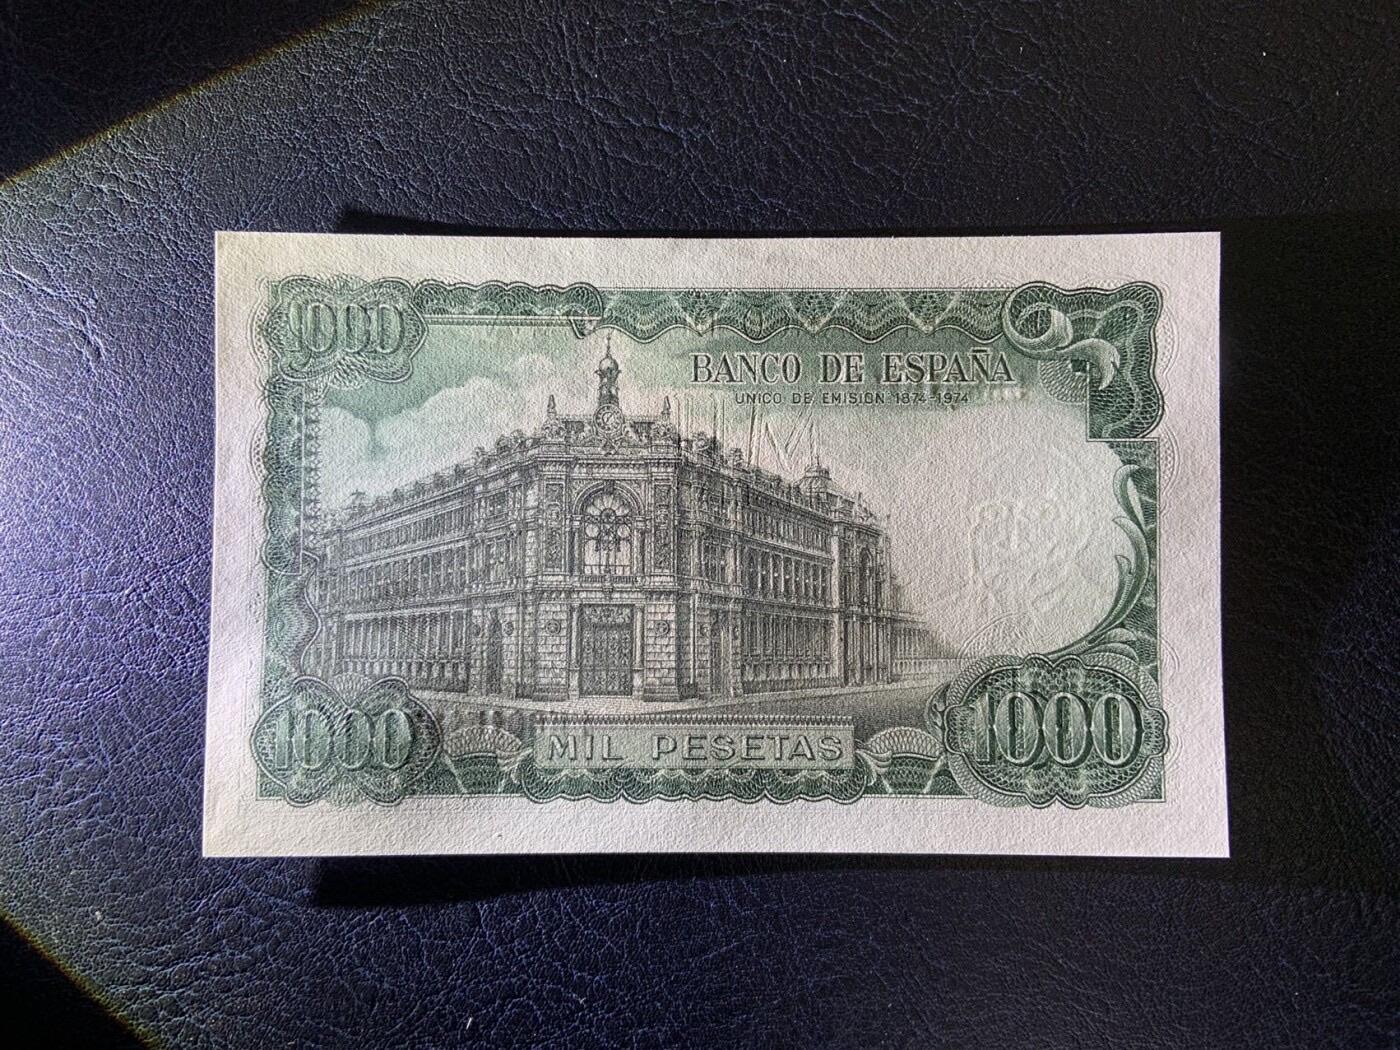 1000
BANCO DE ESPAÑA
UNICO DE EMISION 1874-1974
1000
MIL PESETAS
1000